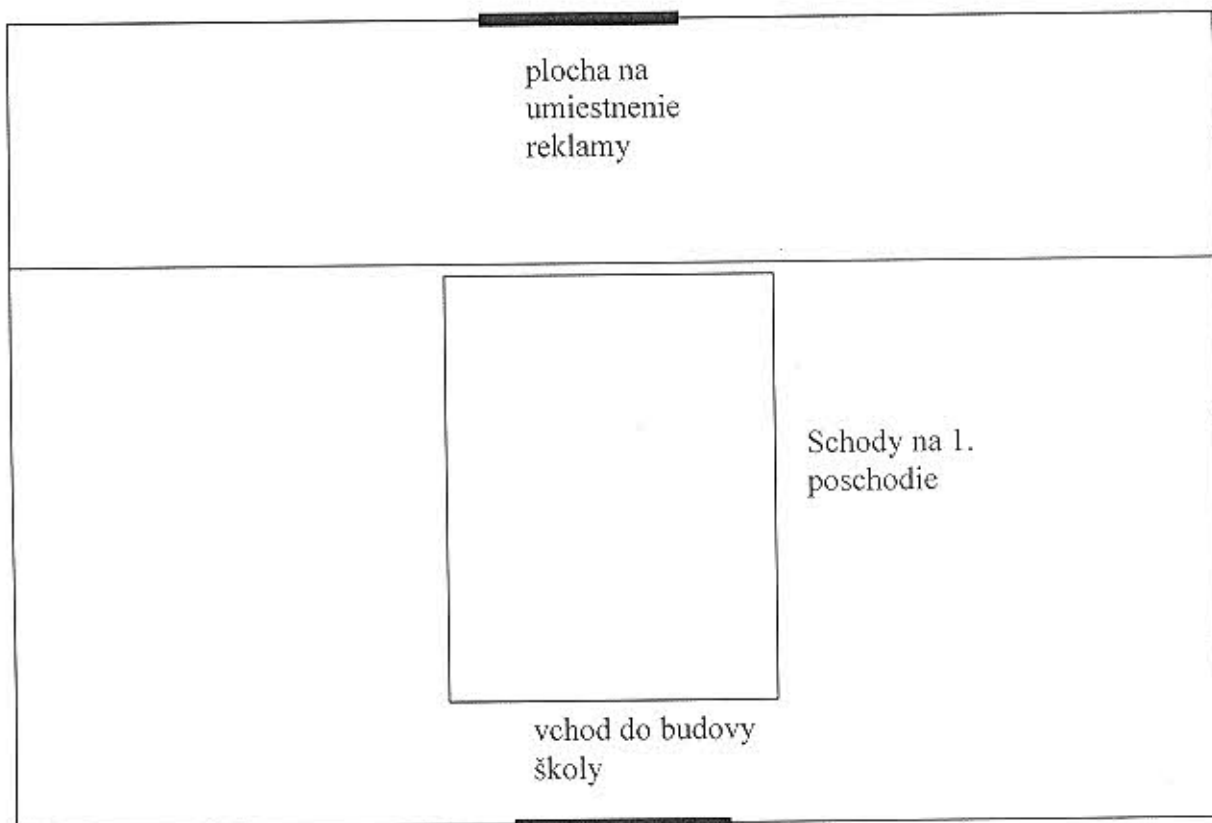 plocha na
umiestnenie
reklamy
Schody na 1.
poschodie
vchod do budovy
školy